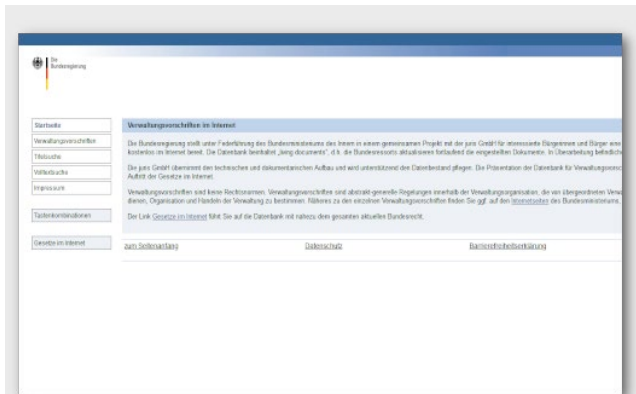 Die
Bundesregierung
Startseite
Verwaltungsvorschriften
Titelsuche
Volltextsuche
Impressum
Tastenkombinationen
Gesetze im Internet
Verwaltungsvorschriften im Internet
Die Bundesregierung stellt unter Federführung des Bundesministeriums des Innern in einem gemeinsamen Projekt mit der juris GmbH für interessierte Bürgerinnen und Bürger eine
kostenlos im Internet bereit. Die Datenbank beinhaltet „living documents“, d.h. die Bundesressorts aktualisieren fortlaufend die eingestellten Dokumente. In Überarbeitung befindliche
Die juris GmbH übernimmt den technischen und dokumentarischen Aufbau und wird unterstützend den Datenbestand pflegen. Die Präsentation der Datenbank für Verwaltungsvorsc
Auftritt der Gesetze im Internet.
Verwaltungsvorschriften sind keine Rechtsnormen. Verwaltungsvorschriften sind abstrakt-generelle Regelungen innerhalb der Verwaltungsorganisation, die von übergeordneten Verwa
dienen, Organisation und Handeln der Verwaltung zu bestimmen. Näheres zu den einzelnen Verwaltungsvorschriften finden Sie ggf. auf den Internetseiten des Bundesministeriums,
Der Link Gesetze im Internet führt Sie auf die Datenbank mit nahezu dem gesamten aktuellen Bundesrecht.
zum Seitenanfang Datenschutz Barrierefreiheitserklärung